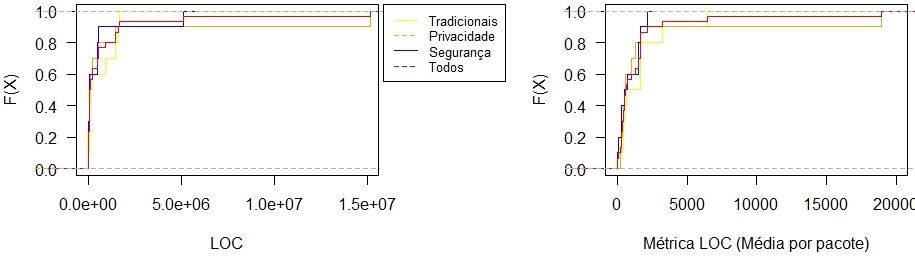 F(X)
1.0
0.8
0.6
0.4
0.2
0.0
0.0e+00 5.0e+06 1.0e+07 1.5e+07
LOC
Tradicionais
Privacidade
Segurança
Todos
F(X)
1.0
0.8
0.6
0.4
0.2
0.0
0 5000 10000 15000 20000
Métrica LOC (Média por pacote)